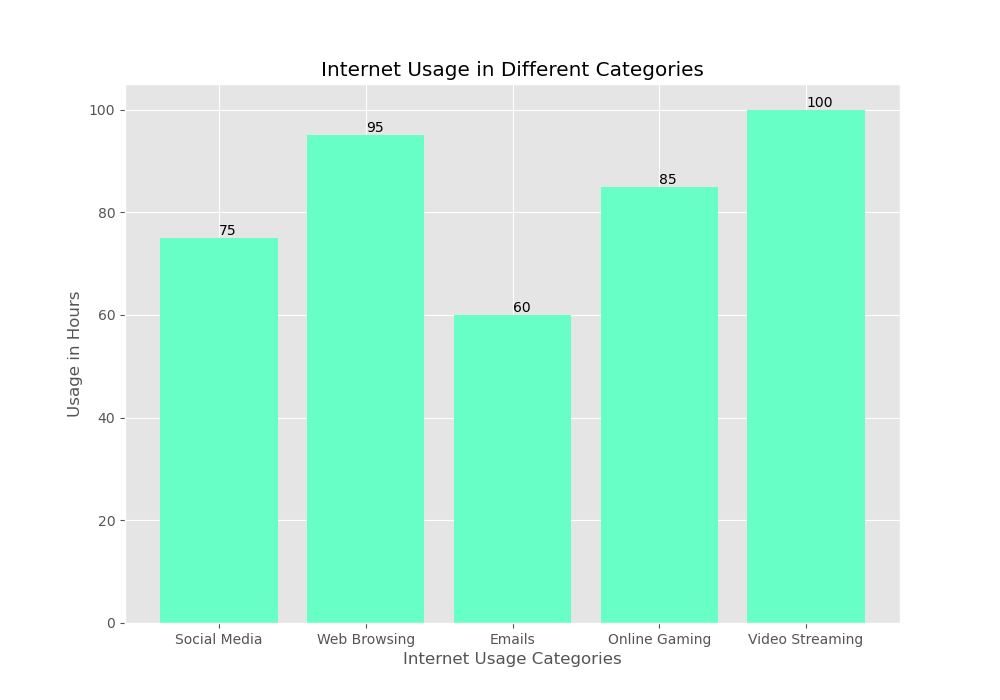 Internet Usage in Different Categories
100
80
60
40
20
0
Usage in Hours
75
95
60
85
100
Social Media
Web Browsing
Emails
Online Gaming
Video Streaming
Internet Usage Categories